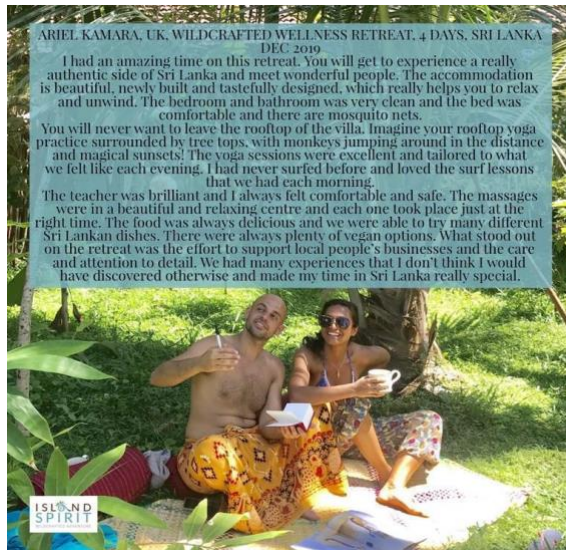 ARIEL KAMARA, UK, WILDCRAFTED WELLNESS RETREAT, 4 DAYS, SRI LANKA
DEC 2019
I had an amazing time on this retreat. You will get to experience a really
authentic side of Sri Lanka and meet wonderful people. The accommodation
is beautiful, newly built and tastefully designed, which really helps you to relax
and unwind. The bedroom and bathroom was very clean and the bed was
comfortable and there are mosquito nets.
You will never want to leave the rooftop of the villa. Imagine your rooftop yoga
practice surrounded by tree tops, with monkeys jumping around in the distance
and magical sunsets! The yoga sessions were excellent and tailored to what
we felt like each evening. I had never surfed before and loved the surf lessons
that we had each morning.
The teacher was brilliant and I always felt comfortable and safe. The massages
were in a beautiful and relaxing centre and each one took place just at the
right time. The food was always delicious and we were able to try many different
Sri Lankan dishes. There were always plenty of vegan options. What stood out
on the retreat was the effort to support local people's businesses and the care
and attention to detail. We had many experiences that I don't think I would
have discovered otherwise and made my time in Sri Lanka really special.
ISLAND
SPIRIT